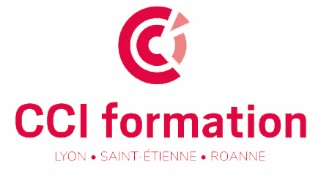 CCI formation
LYON • SAINT-ÉTIENNE • ROANNE